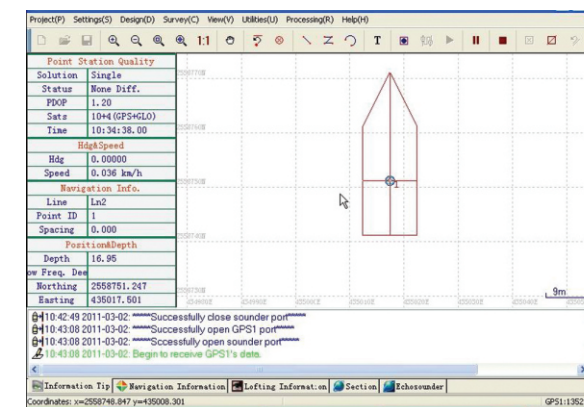 Project(P) Settings(S) Design(D) Survey(C) View(V) Utilities(U) Processing(R) Help(H)
1:1 T
Point Station Quality
Solution Single
Status None Diff.
PDOP 1.20
Sats 10+4(GPS+GLO)
Time 10:34:38.00
Hdg&Speed
Hdg 0.00000
Speed 0.036 km/h
Navigation Info.
Line Ln2
Point ID 1
Spacing 0.000
Position&Depth
Depth 16.95
ow Freq. Dee
Northing 2558751.247
Easting 435017.501
1
9m
10:42:49 2011-03-02: *****Successfully close sounder port*****
10:43:08 2011-03-02: *****Successfully open GPS1 port*****
10:43:08 2011-03-02: *****Successfully open sounder port*****
10:43:08 2011-03-02: Begin to receive GPS1's data.
Information Tip Navigation Information Lofting Information Section Echosounder
Coordinates: x=2558748.847 y=435008.301 GPS1:1352